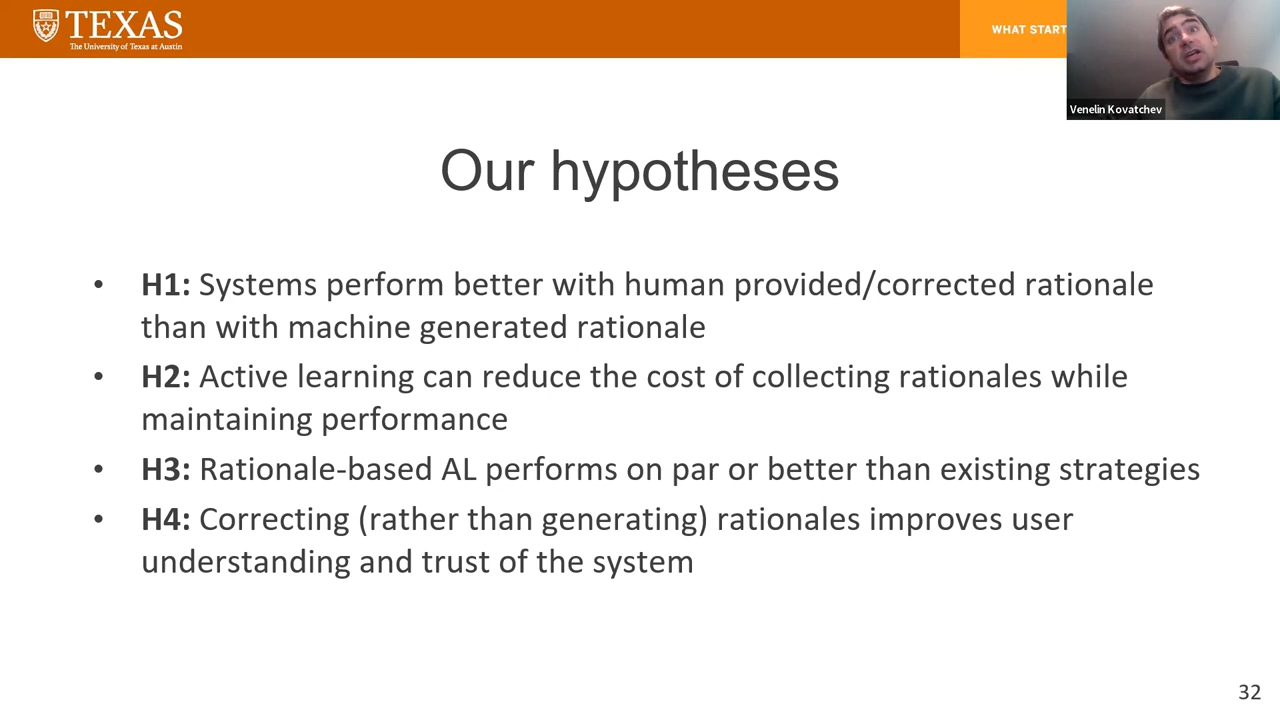 TEXAS
The University of Texas at Austin
WHAT START
Venelin Kovatchev
Our hypotheses
• H1: Systems perform better with human provided/corrected rationale
than with machine generated rationale
• H2: Active learning can reduce the cost of collecting rationales while
maintaining performance
• H3: Rationale-based AL performs on par or better than existing strategies
• H4: Correcting (rather than generating) rationales improves user
understanding and trust of the system
32